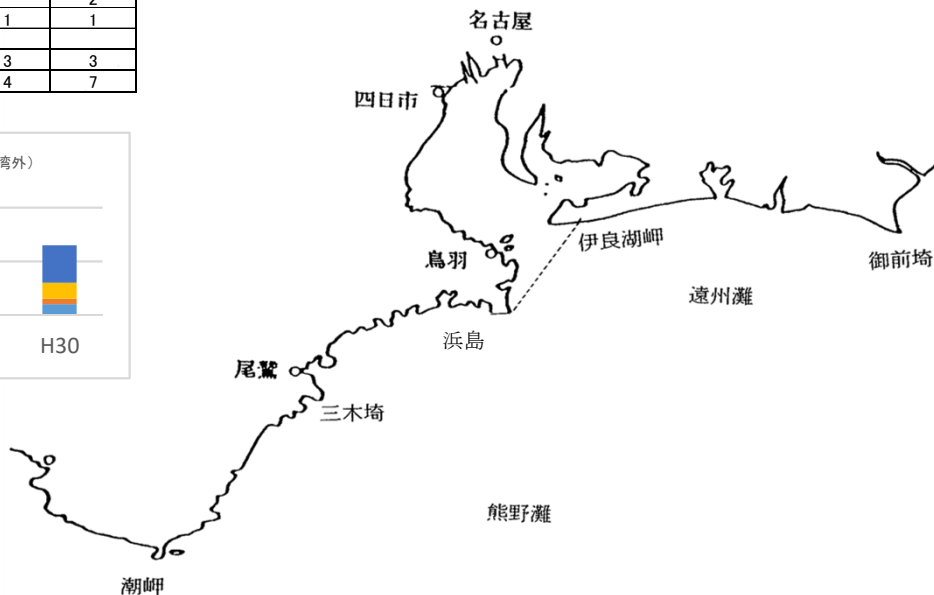 2
1 1
3 3
4 7
湾外）
H30
名古屋
四日市
伊良湖岬
鳥羽
御前埼
遠州灘
浜島
尾鷲
三木埼
熊野灘
潮岬